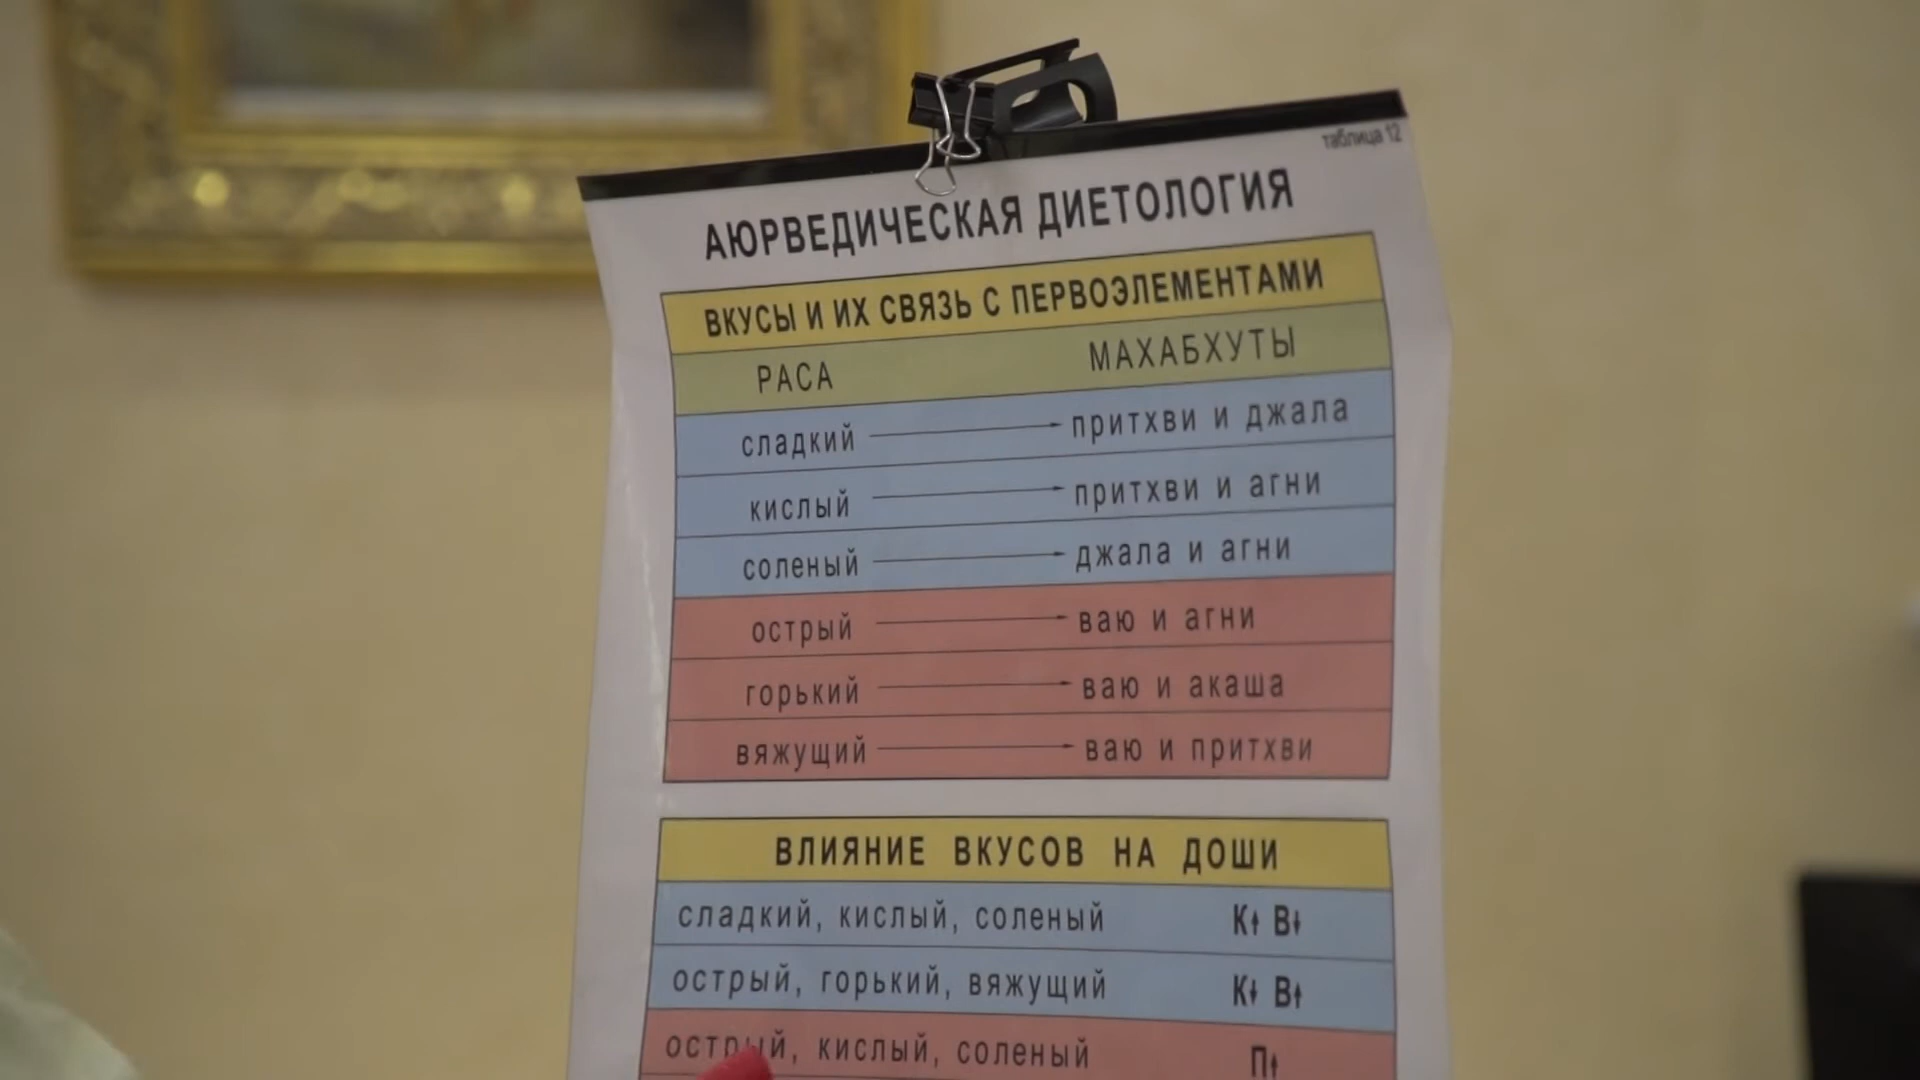 таблица 12
АЮРВЕДИЧЕСКАЯ ДИЕТОЛОГИЯ
ВКУСЫ И ИХ СВЯЗЬ С ПЕРВОЭЛЕМЕНТАМИ
РАСА МАХАБХУТЫ
сладкий → притхви и джала
кислый → притхви и агни
соленый → джала и агни
острый → ваю и агни
горький → ваю и акаша
вяжущий → ваю и притхви
ВЛИЯНИЕ ВКУСОВ НА ДОШИ
сладкий, кислый, соленый К↑ В↓
острый, горький, вяжущий К↓ В↑
острый, кислый, соленый П↑